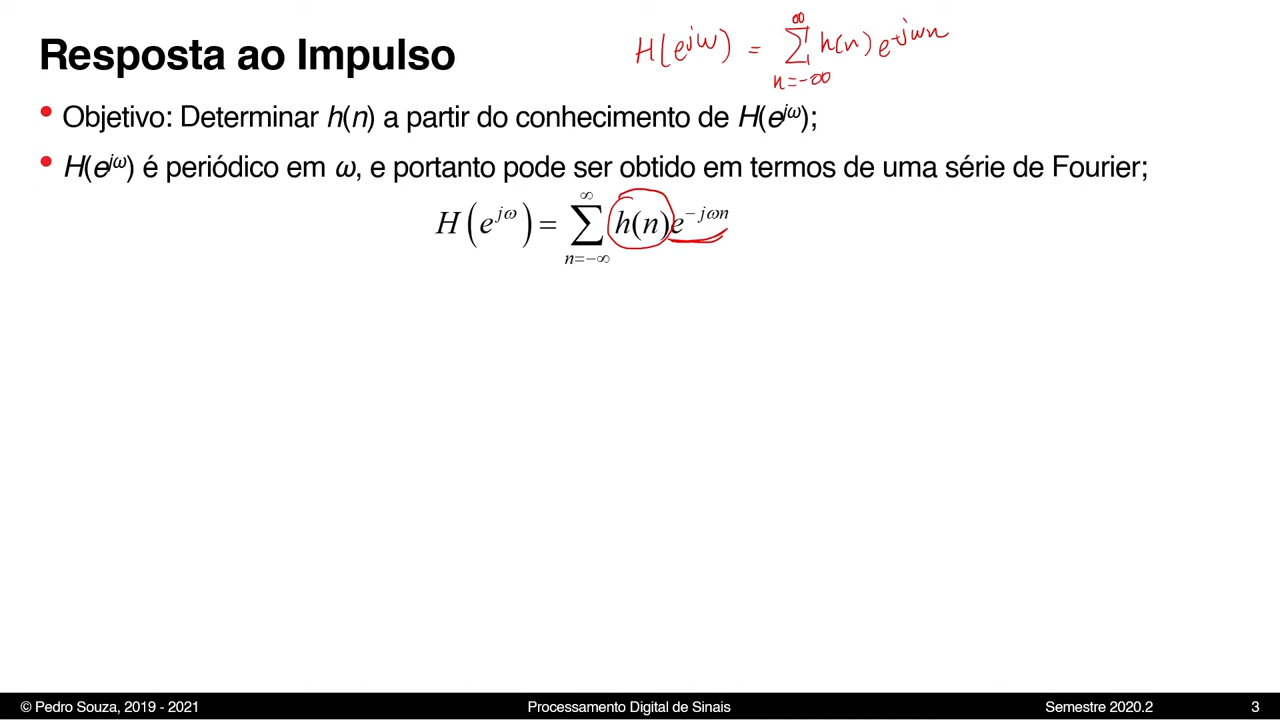 Resposta ao Impulso
H(e^{jω}) = ∑_{n=-∞}^{∞} h(n) e^{-jωn}
• Objetivo: Determinar h(n) a partir do conhecimento de H(e^{jω});
• H(e^{jω}) é periódico em ω, e portanto pode ser obtido em termos de uma série de Fourier;
H(e^{jω}) = ∑_{n=-∞}^{∞} h(n)e^{-jωn}
© Pedro Souza, 2019 - 2021 Processamento Digital de Sinais Semestre 2020.2 3